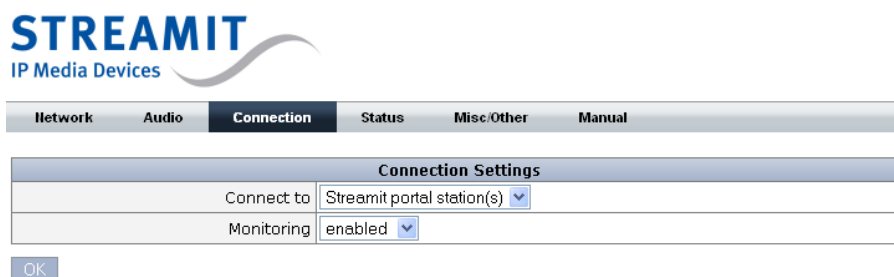 STREAMIT
IP Media Devices
Network Audio Connection Status Misc/Other Manual
Connection Settings
Connect to Streamit portal station(s)
Monitoring enabled
OK